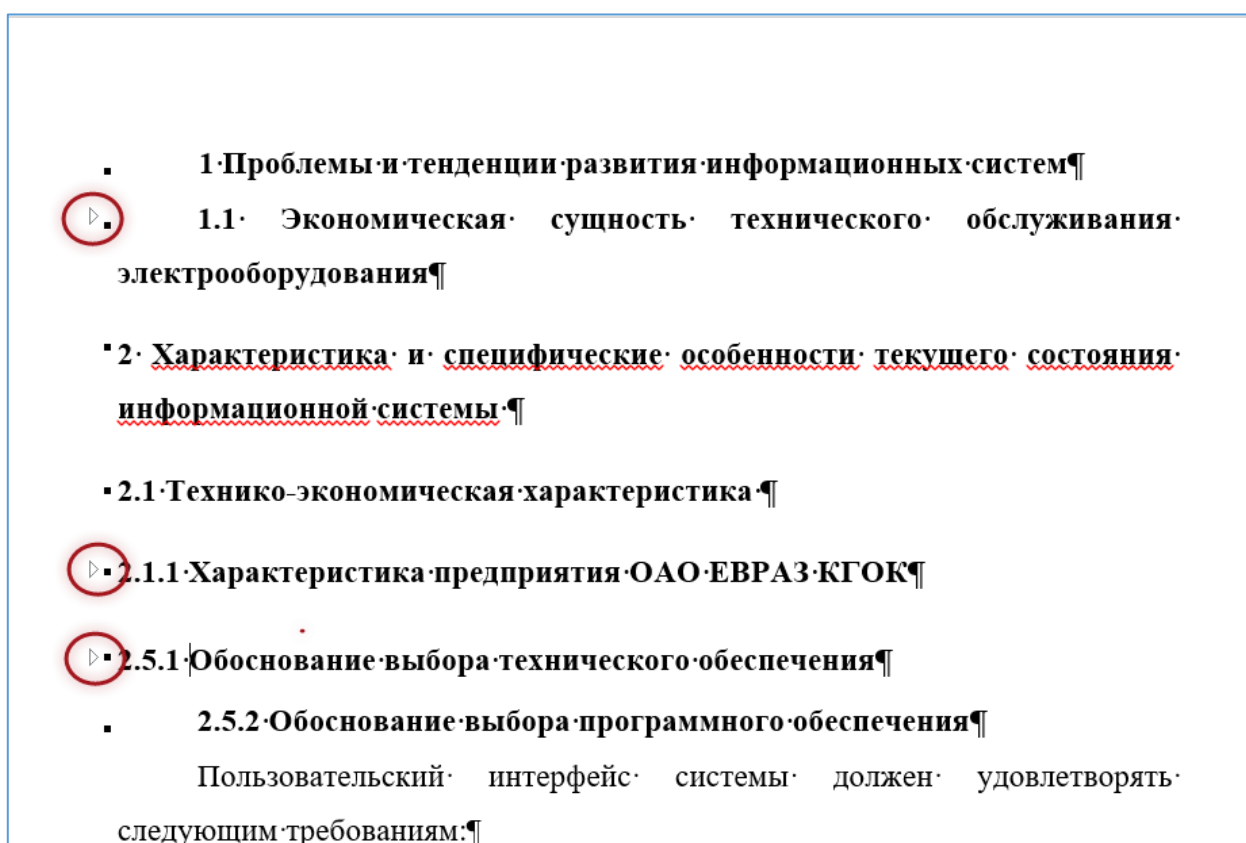 1 Проблемы и тенденции развития информационных систем¶
1.1 Экономическая сущность технического обслуживания
электрооборудования¶
2 Характеристика и специфические особенности текущего состояния
информационной системы ¶
2.1 Технико-экономическая характеристика ¶
2.1.1 Характеристика предприятия ОАО ЕВРАЗ КГОК¶
2.5.1 Обоснование выбора технического обеспечения¶
2.5.2 Обоснование выбора программного обеспечения¶
Пользовательский интерфейс системы должен удовлетворять
следующим требованиям:¶